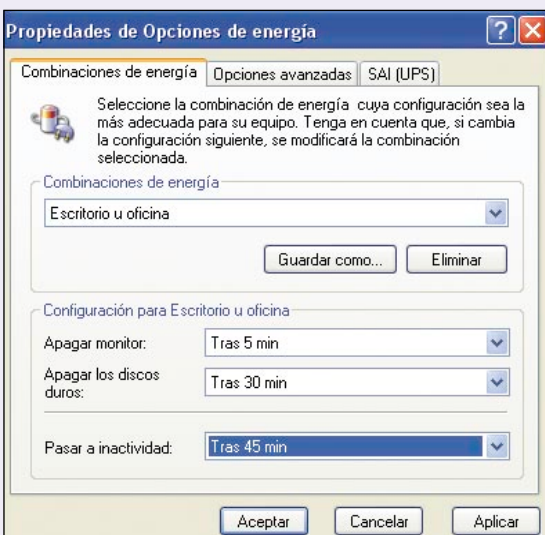 Propiedades de Opciones de energía
Combinaciones de energía Opciones avanzadas SAI (UPS)
Seleccione la combinación de energía cuya configuración sea la
más adecuada para su equipo. Tenga en cuenta que, si cambia
la configuración siguiente, se modificará la combinación
seleccionada.
Combinaciones de energía
Escritorio u oficina
Guardar como... Eliminar
Configuración para Escritorio u oficina
Apagar monitor: Tras 5 min
Apagar los discos
duros: Tras 30 min
Pasar a inactividad: Tras 45 min
Aceptar Cancelar Aplicar